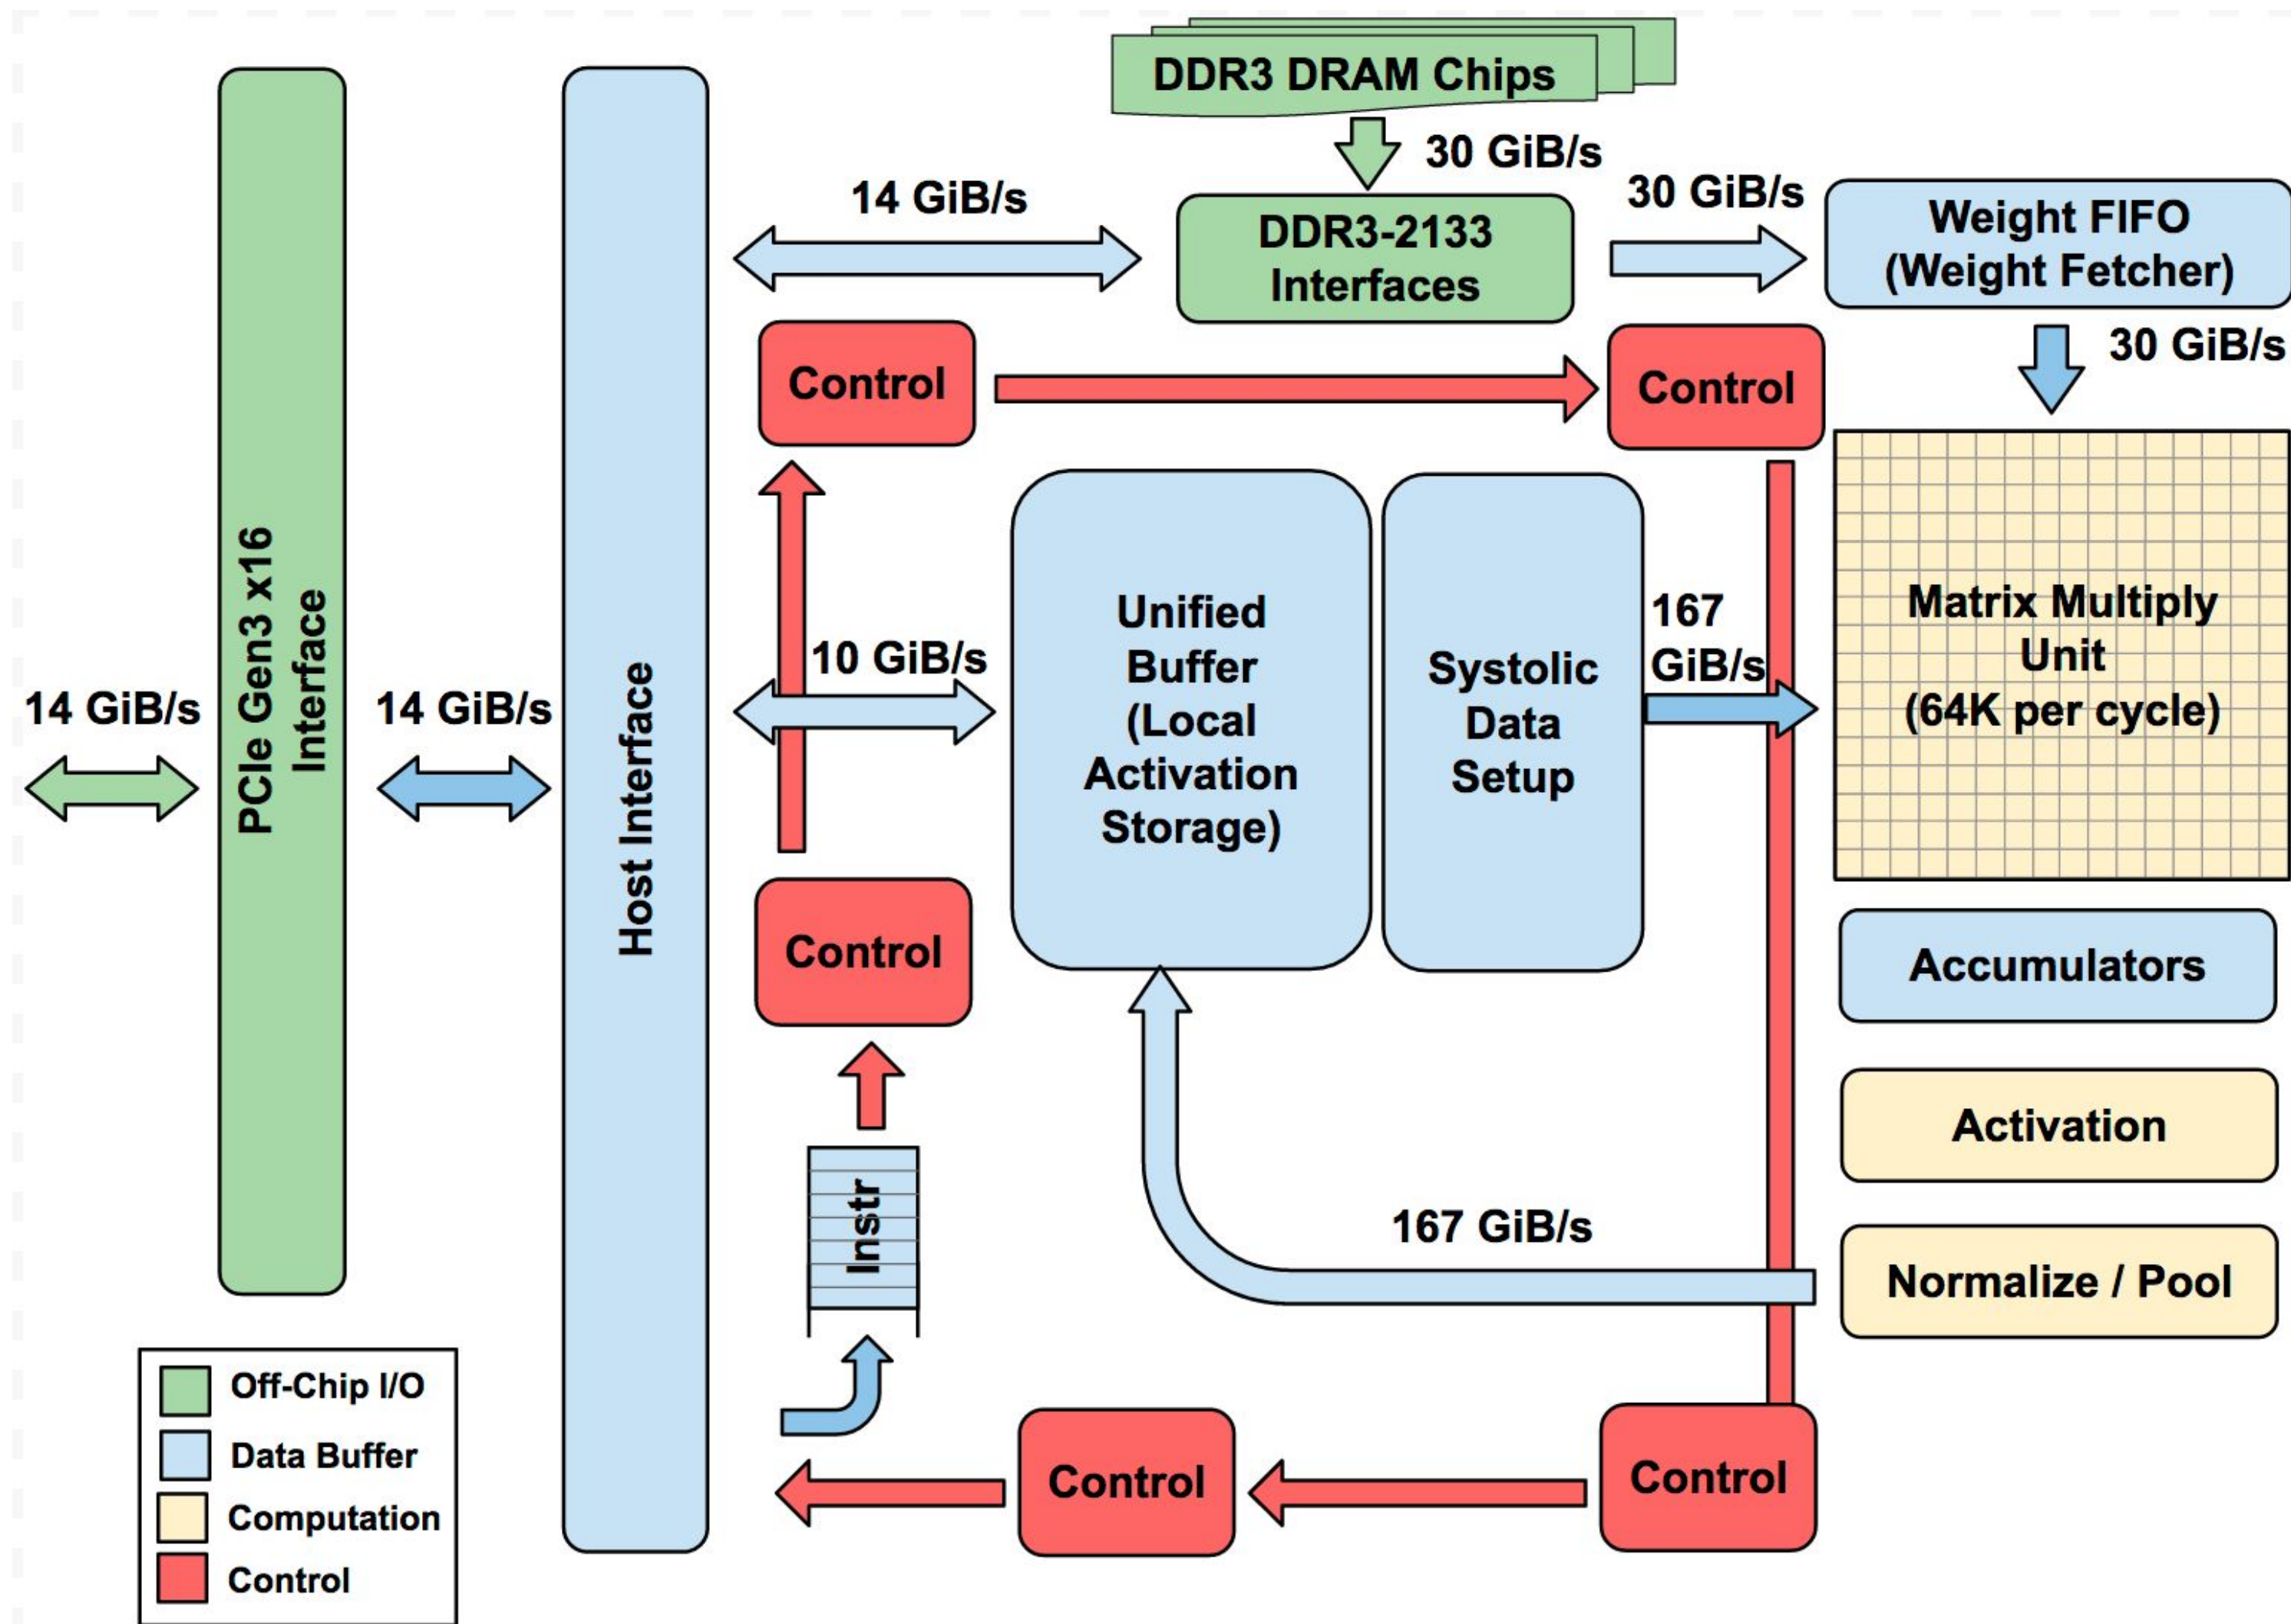 DDR3 DRAM Chips
30 GiB/s
14 GiB/s
30 GiB/s
DDR3-2133
Interfaces
Weight FIFO
(Weight Fetcher)
30 GiB/s
Control
Control
PCIe Gen3 x16
Interface
Host Interface
14 GiB/s
14 GiB/s
10 GiB/s
Unified
Buffer
(Local
Activation
Storage)
Systolic
Data
Setup
167
GiB/s
Matrix Multiply
Unit
(64K per cycle)
Control
Accumulators
Activation
Instr
167 GiB/s
Normalize / Pool
Control
Control
Off-Chip I/O
Data Buffer
Computation
Control